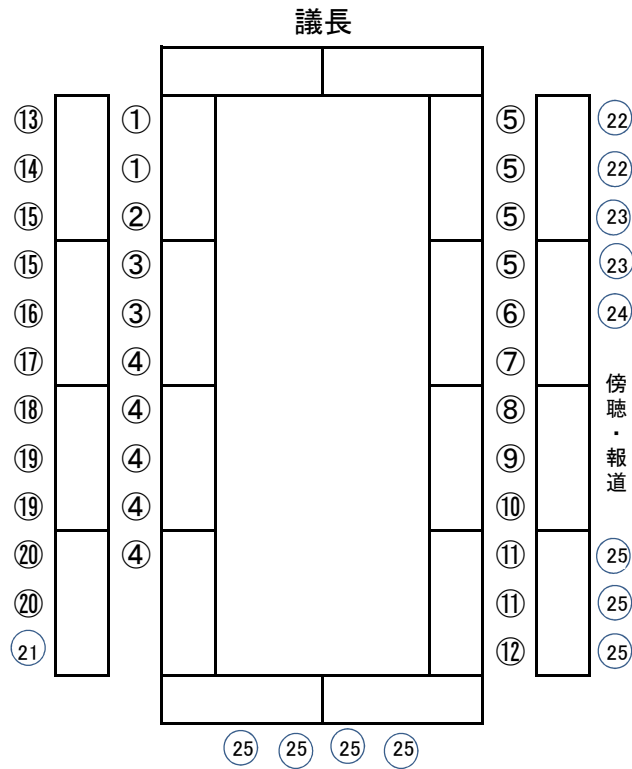 議長
⑬ ① ⑤ ㉒
⑭ ① ⑤ ㉒
⑮ ② ⑤ ㉓
⑮ ③ ⑤ ㉓
⑯ ③ ⑥ ㉔
⑰ ④ ⑦
⑱ ④ ⑧
⑲ ④ ⑨
⑲ ④ ⑩
傍聴・報道
⑳ ④ ⑪ ㉕
⑳ ⑪ ㉕
㉑ ⑫ ㉕
㉕ ㉕ ㉕ ㉕